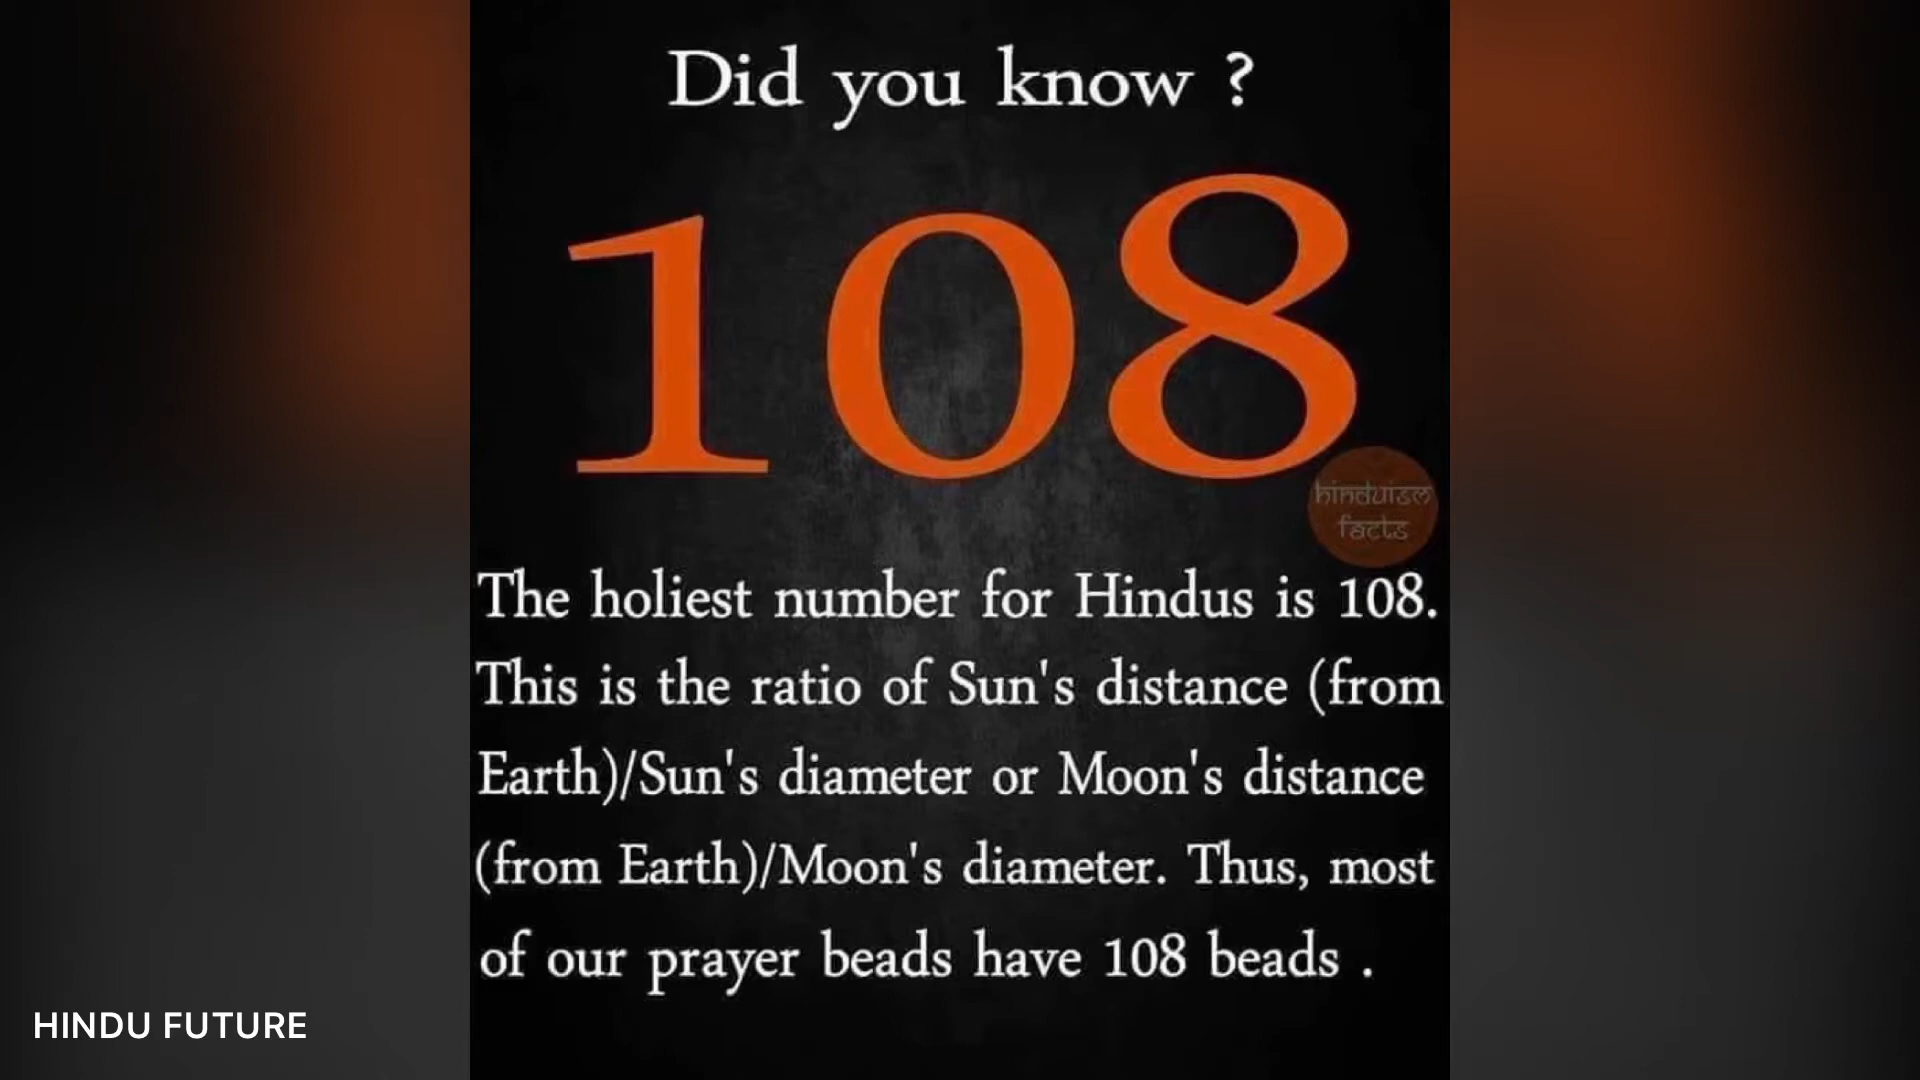 Did you know ?
108
hinduism
facts
The holiest number for Hindus is 108.
This is the ratio of Sun's distance (from
Earth)/Sun's diameter or Moon's distance
(from Earth)/Moon's diameter. Thus, most
of our prayer beads have 108 beads .
HINDU FUTURE